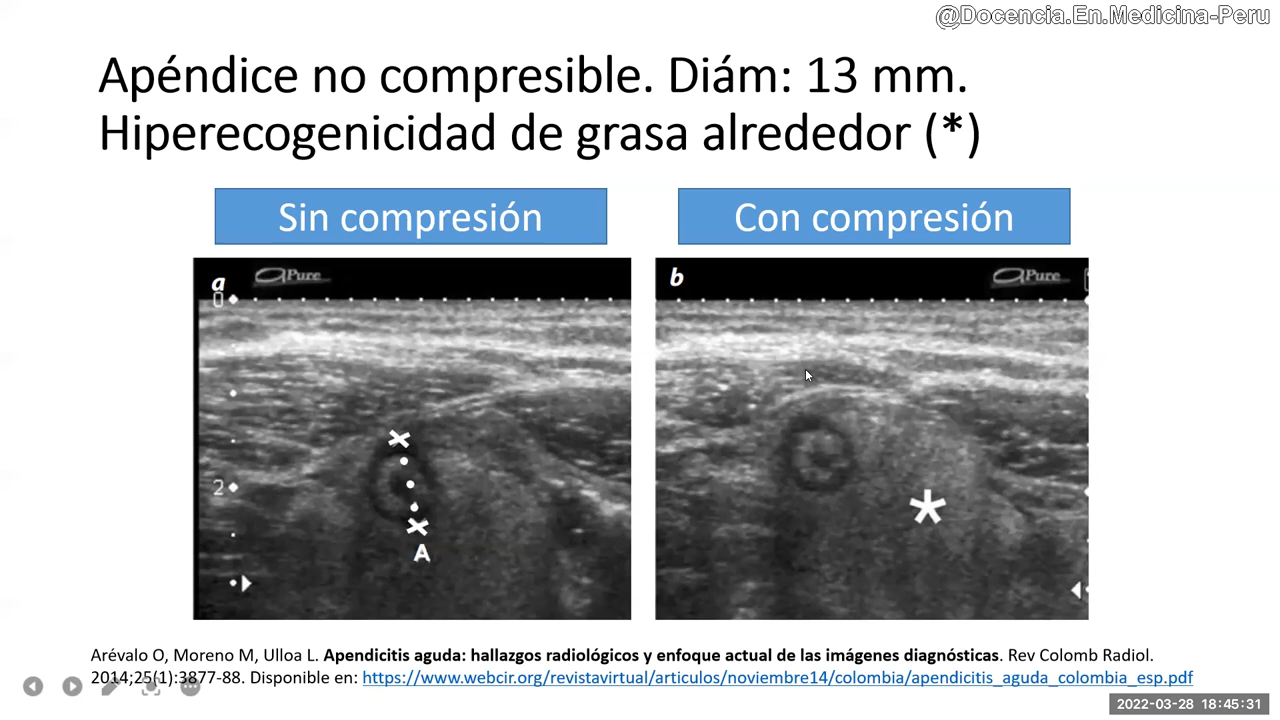 @Docencia.En.Medicina-Peru
Apéndice no compresible. Diám: 13 mm.
Hiperecogenicidad de grasa alrededor (*)
Sin compresión
Con compresión
a
Pure
b
Pure
0
2
A
*
Arévalo O, Moreno M, Ulloa L. Apendicitis aguda: hallazgos radiológicos y enfoque actual de las imágenes diagnósticas. Rev Colomb Radiol.
2014;25(1):3877-88. Disponible en: https://www.webcir.org/revistavirtual/articulos/noviembre14/colombia/apendicitis_aguda_colombia_esp.pdf
2022-03-28 18:45:31